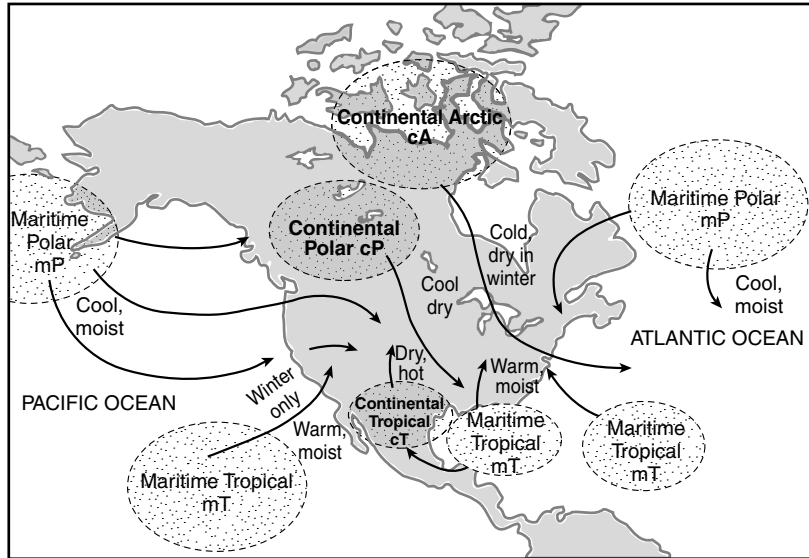 Continental Arctic
cA
Maritime
Polar
mP
Continental
Polar cP
Maritime Polar
mP
Cold,
dry in
winter
Cool
dry
Cool,
moist
Cool,
moist
ATLANTIC OCEAN
PACIFIC OCEAN
Winter
only
Dry,
hot
Warm,
moist
Warm,
moist
Continental
Tropical
cT
Maritime
Tropical
mT
Maritime
Tropical
mT
Maritime Tropical
mT